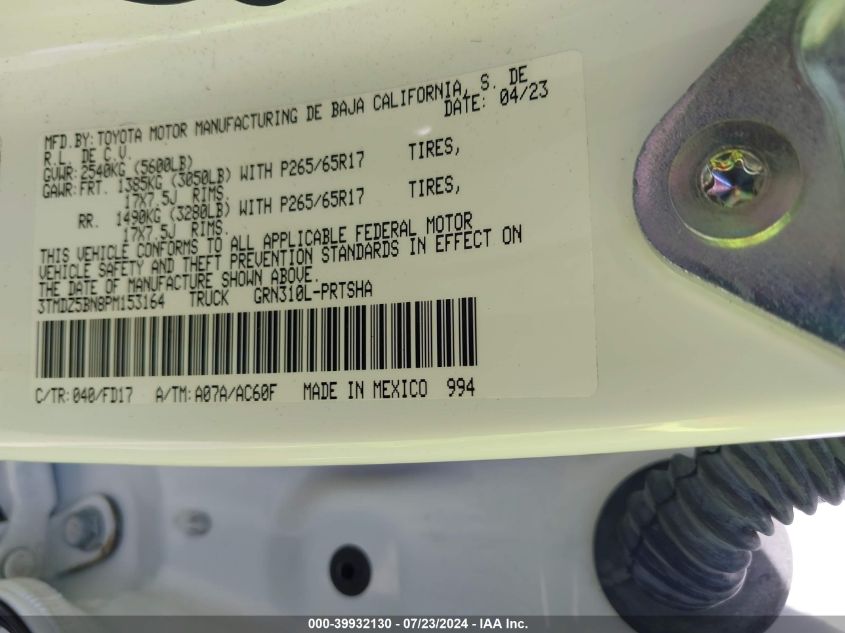 MFD.BY:TOYOTA MOTOR MANUFACTURING DE BAJA CALIFORNIA, S. DE
R.L. DE C.V. DATE: 04/23
GVWR:2540KG (5600LB)
GAWR:FRT. 1385KG (3050LB) WITH P265/65R17 TIRES,
17X7.5J RIMS.
RR. 1490KG (3280LB) WITH P265/65R17 TIRES,
17X7.5J RIMS.
THIS VEHICLE CONFORMS TO ALL APPLICABLE FEDERAL MOTOR
VEHICLE SAFETY AND THEFT PREVENTION STANDARDS IN EFFECT ON
THE DATE OF MANUFACTURE SHOWN ABOVE.
3TMDZ5BN8PM153164 TRUCK GRN310L-PRTSHA
C/TR:040/FD17 A/TM:A07A/AC60F MADE IN MEXICO 994
000-39932130 - 07/23/2024 - IAA Inc.